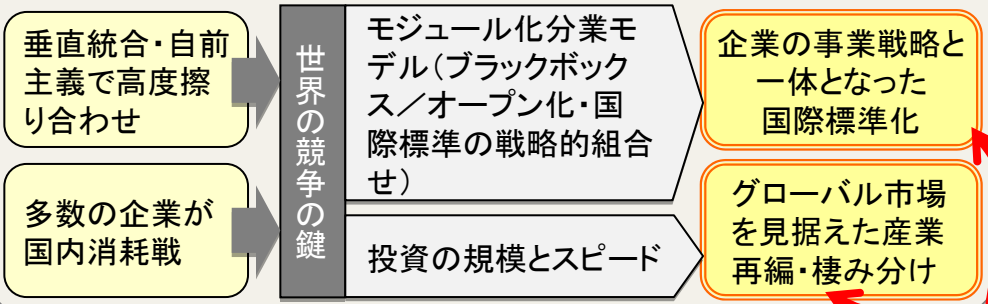 垂直統合・自前
主義で高度擦
り合わせ
多数の企業が
国内消耗戦
世界の競争の鍵
モジュール化分業モ
デル(ブラックボック
ス/オープン化・国
際標準の戦略的組合
せ)
投資の規模とスピード
企業の事業戦略と
一体となった
国際標準化
グローバル市場
を見据えた産業
再編・棲み分け